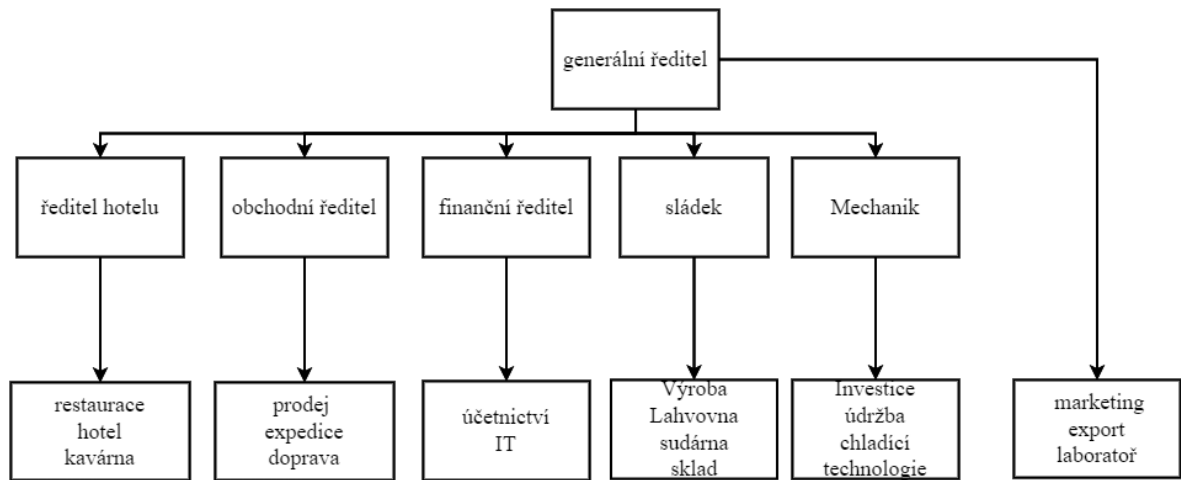 generální ředitel
ředitel hotelu
obchodní ředitel
finanční ředitel
sládek
Mechanik
restaurace
hotel
kavárna
prodej
expedice
doprava
účetnictví
IT
Výroba
Lahvovna
sudárna
sklad
Investice
údržba
chladící
technologie
marketing
export
laboratoř